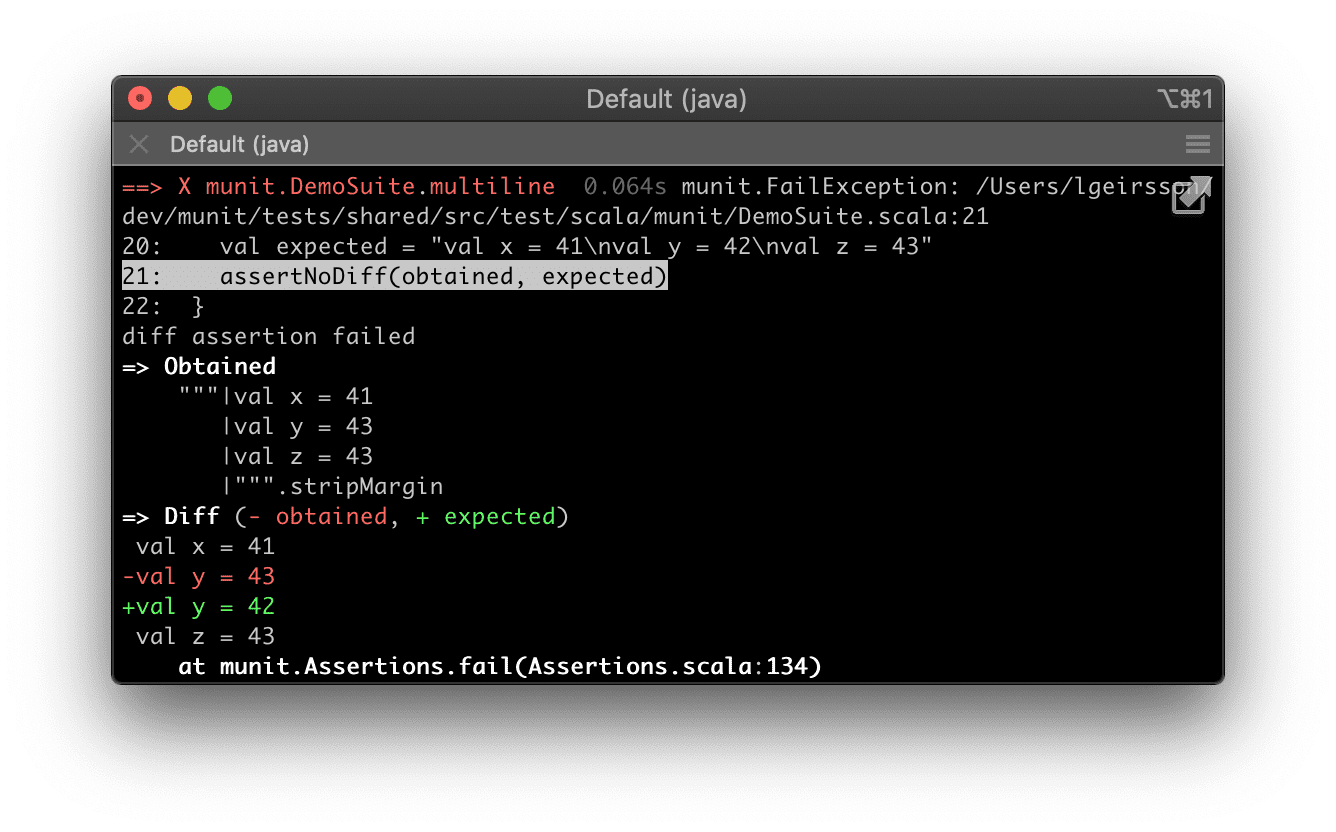 Default (java)
⌥⌘1
Default (java)
==> X munit.DemoSuite.multiline  0.064s munit.FailException: /Users/lgeirsson/
dev/munit/tests/shared/src/test/scala/munit/DemoSuite.scala:21
20:    val expected = "val x = 41\nval y = 42\nval z = 43"
21:    assertNoDiff(obtained, expected)
22:  }
diff assertion failed
=> Obtained
    """|val x = 41
       |val y = 43
       |val z = 43
       |""".stripMargin
=> Diff (- obtained, + expected)
 val x = 41
-val y = 43
+val y = 42
 val z = 43
    at munit.Assertions.fail(Assertions.scala:134)